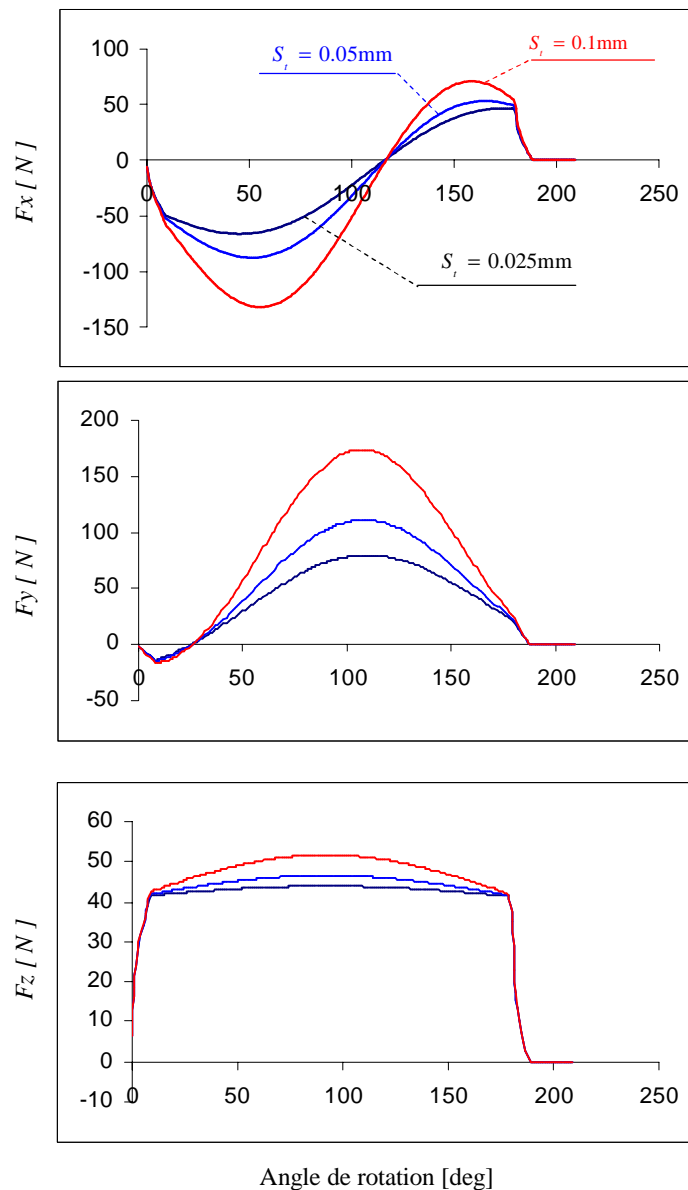 100
50
0
-50
-100
-150
0 50 100 150 200 250
Fx [ N ]
S_t = 0.05mm
S_t = 0.1mm
S_t = 0.025mm
200
150
100
50
0
-50
0 50 100 150 200 250
Fy [ N ]
60
50
40
30
20
10
0
-10
0 50 100 150 200 250
Fz [ N ]
Angle de rotation [deg]